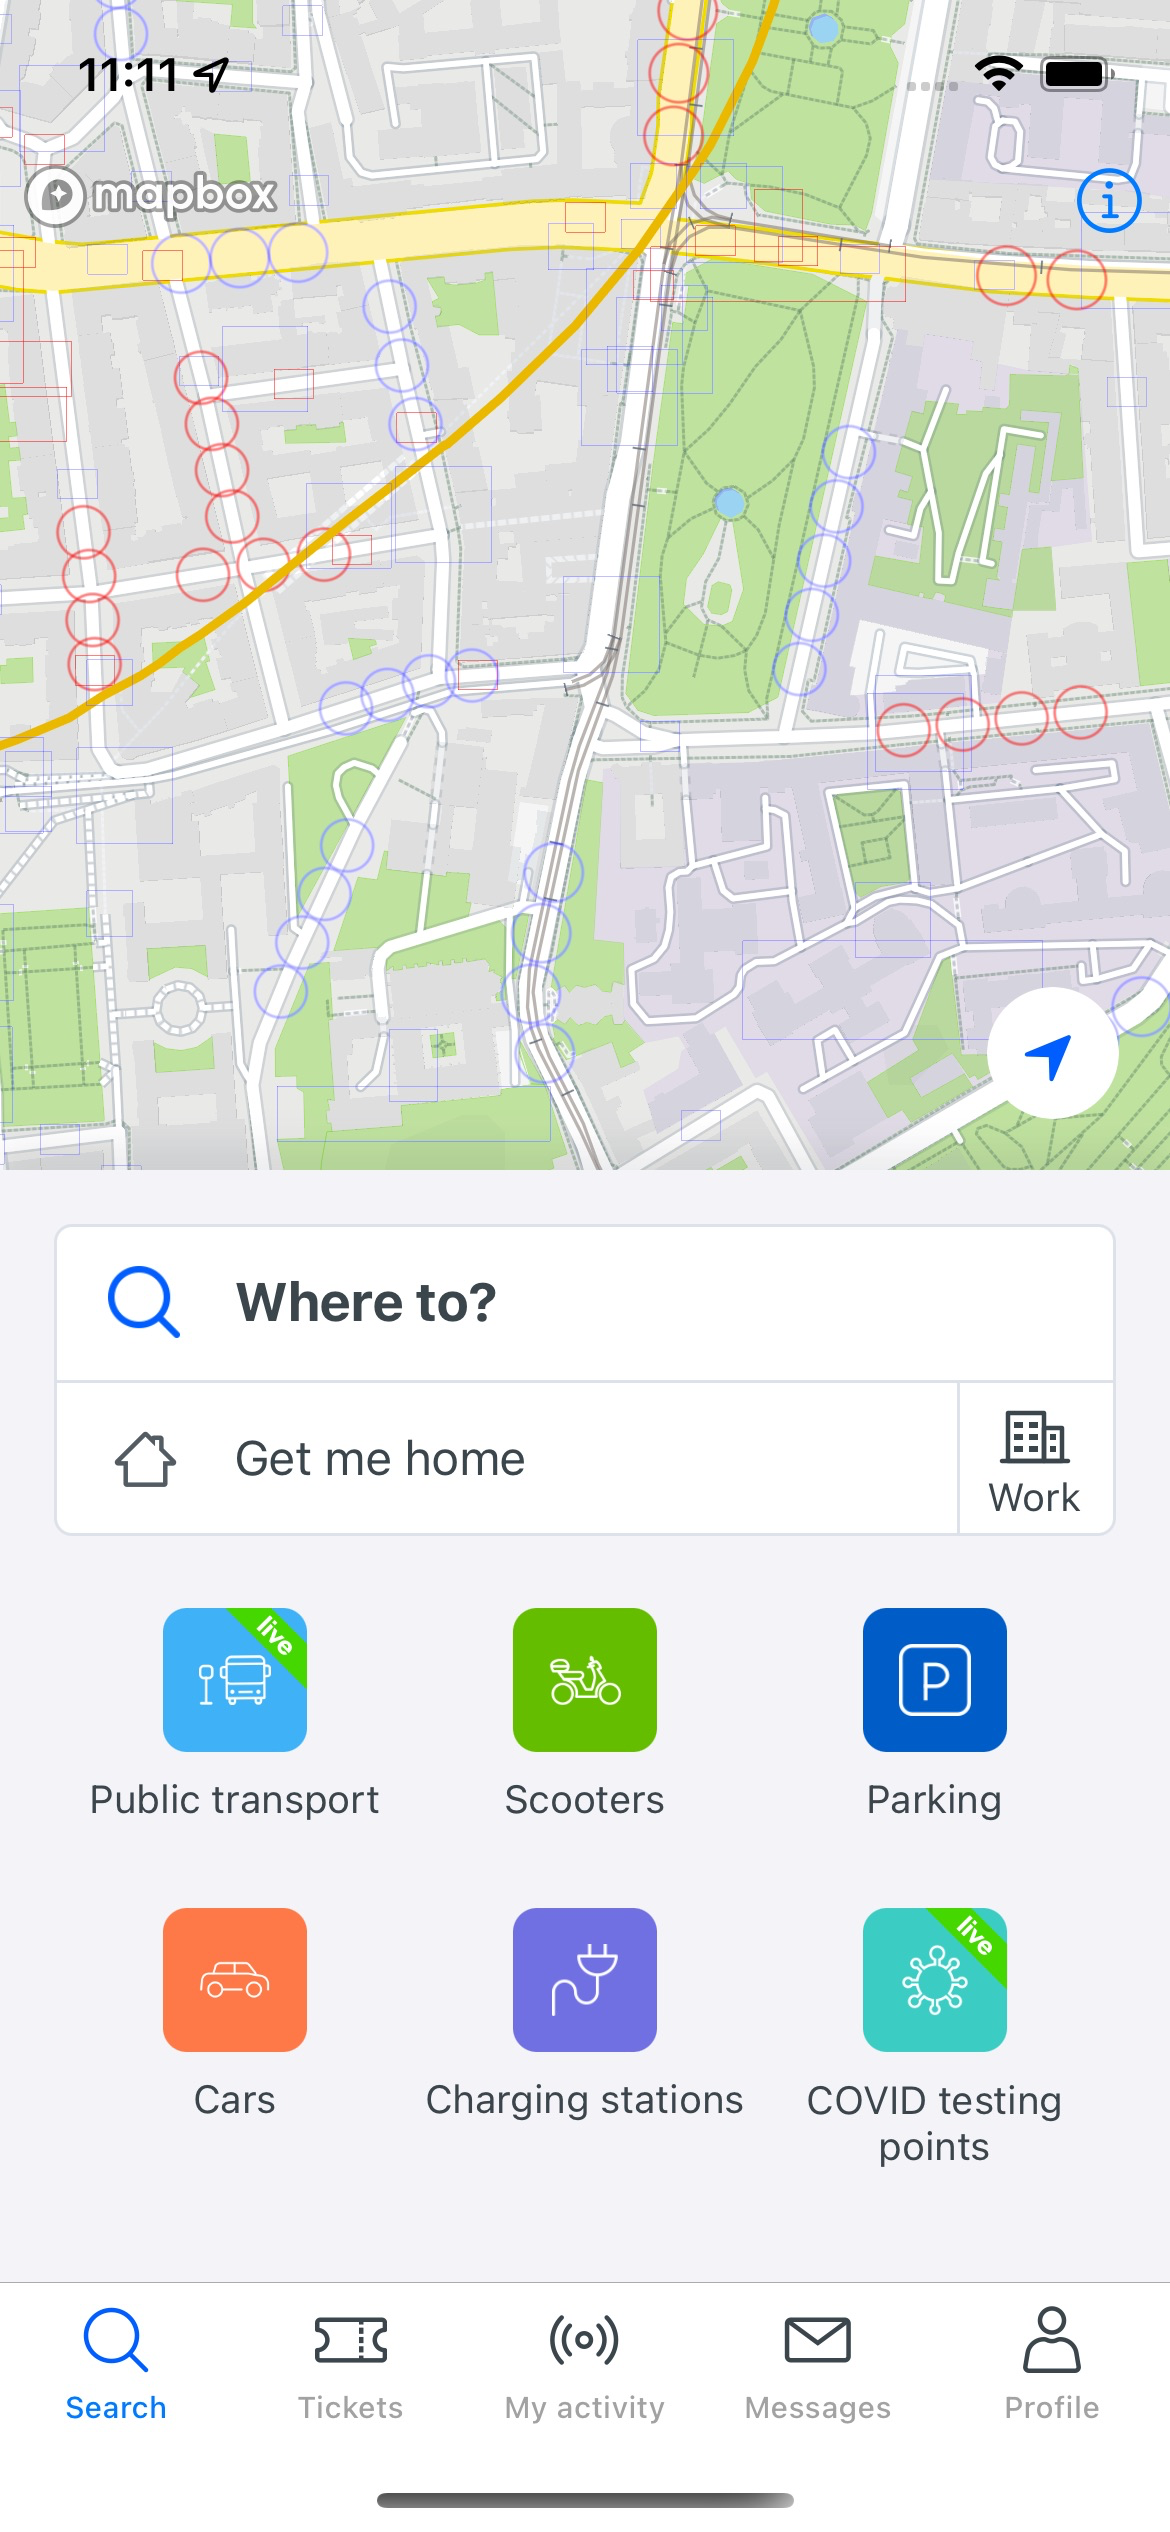 11:11
mapbox
Where to?
Get me home
Work
live
Public transport
Scooters
P
Parking
Cars
Charging stations
live
COVID testing
points
Search
Tickets
My activity
Messages
Profile